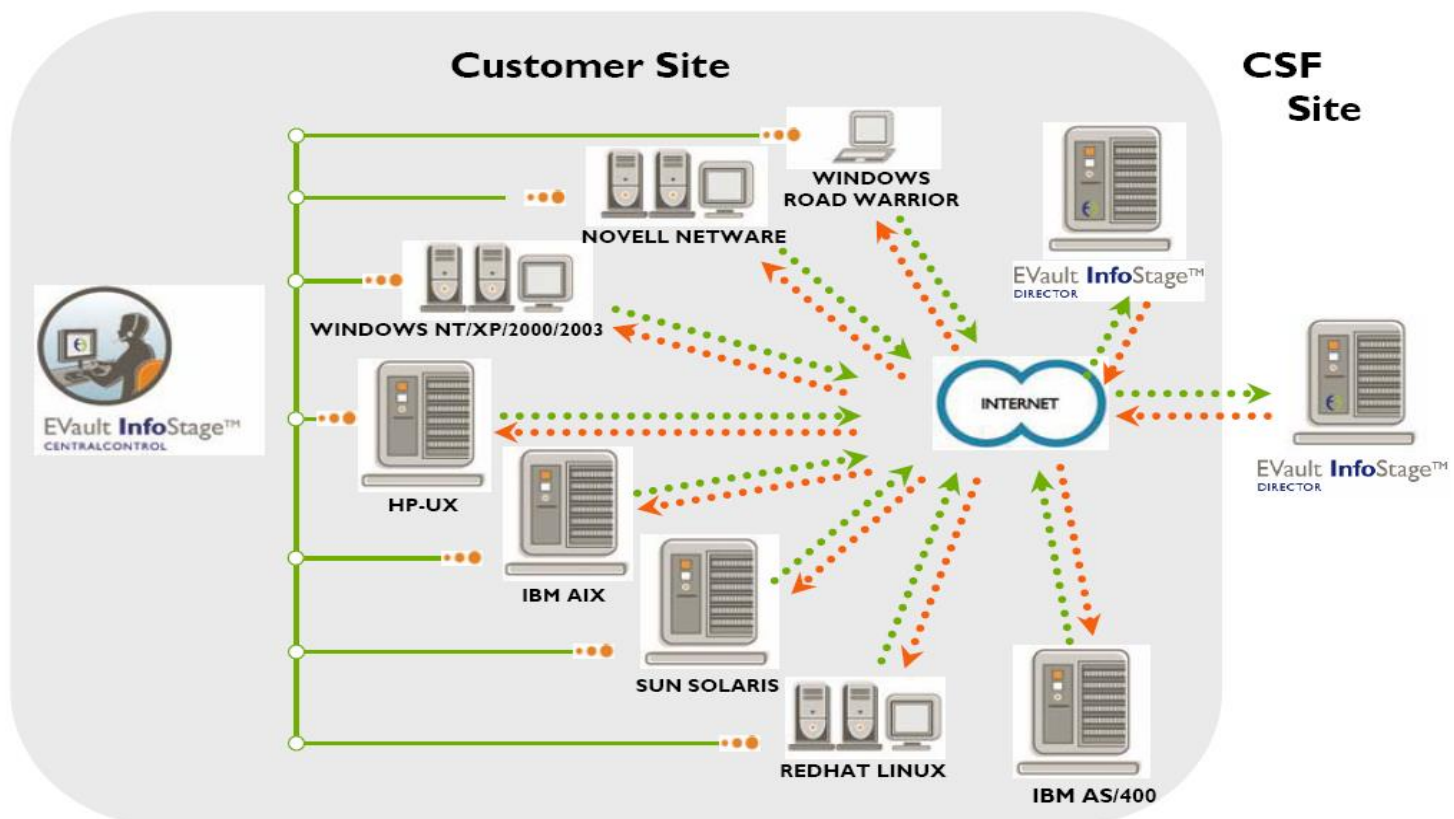 Customer Site
CSF
Site
WINDOWS
ROAD WARRIOR
NOVELL NETWARE
EVault InfoStage™
DIRECTOR
WINDOWS NT/XP/2000/2003
INTERNET
EVault InfoStage™
CENTRALCONTROL
EVault InfoStage™
DIRECTOR
HP-UX
IBM AIX
SUN SOLARIS
REDHAT LINUX
IBM AS/400